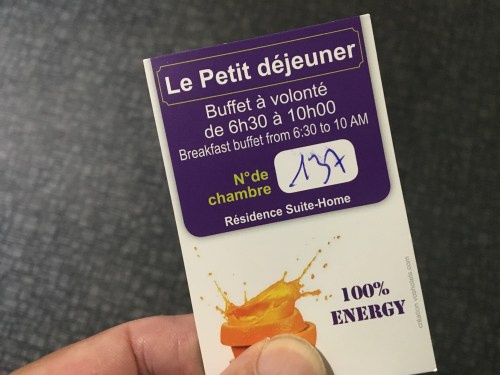 Le Petit déjeuner
Buffet à volonté
de 6h30 à 10h00
Breakfast buffet from 6:30 to 10 AM
N°de
chambre
137
Résidence Suite-Home
100%
ENERGY